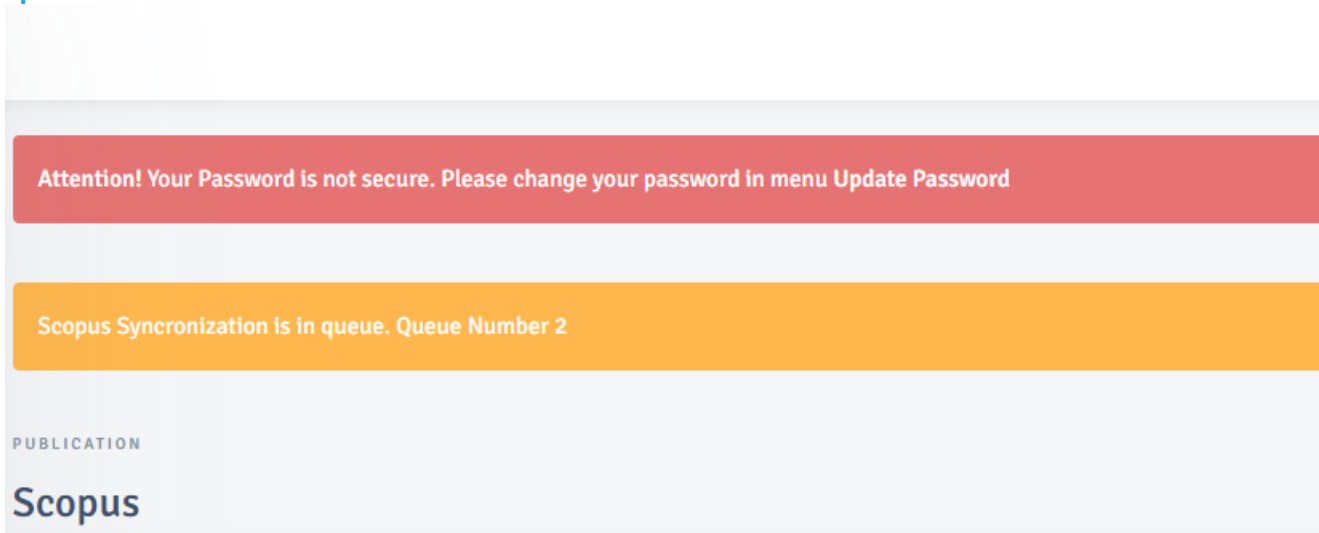 Attention! Your Password is not secure. Please change your password in menu Update Password
Scopus Syncronization is in queue. Queue Number 2
PUBLICATION
Scopus